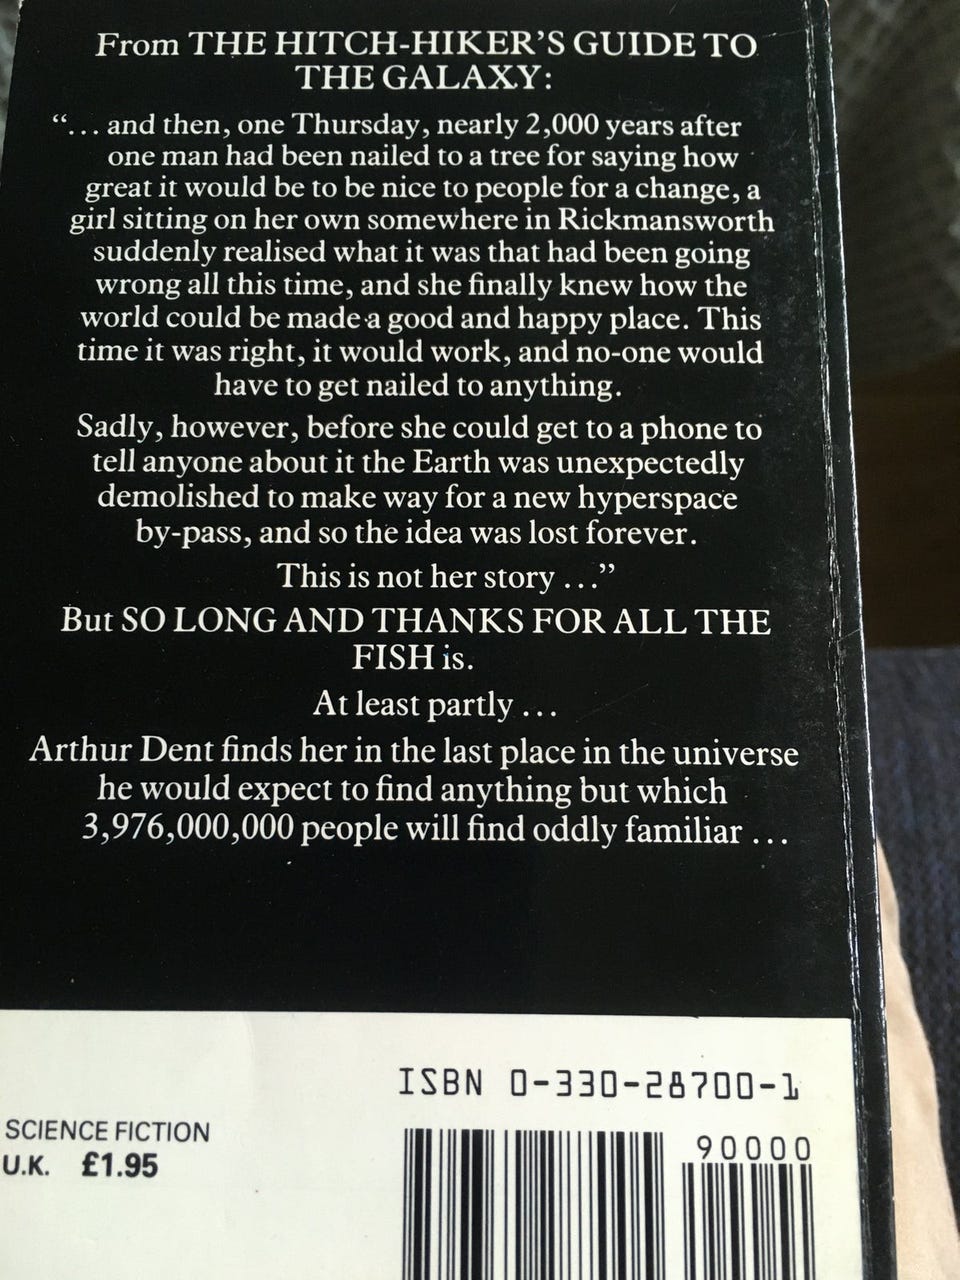 From THE HITCH-HIKER'S GUIDE TO
THE GALAXY:
“... and then, one Thursday, nearly 2,000 years after
one man had been nailed to a tree for saying how
great it would be to be nice to people for a change, a
girl sitting on her own somewhere in Rickmansworth
suddenly realised what it was that had been going
wrong all this time, and she finally knew how the
world could be made a good and happy place. This
time it was right, it would work, and no-one would
have to get nailed to anything.
Sadly, however, before she could get to a phone to
tell anyone about it the Earth was unexpectedly
demolished to make way for a new hyperspace
by-pass, and so the idea was lost forever.
This is not her story ...”
But SO LONG AND THANKS FOR ALL THE
FISH is.
At least partly ...
Arthur Dent finds her in the last place in the universe
he would expect to find anything but which
3,976,000,000 people will find oddly familiar ...
ISBN 0-330-28700-1
90000
SCIENCE FICTION
U.K. £1.95